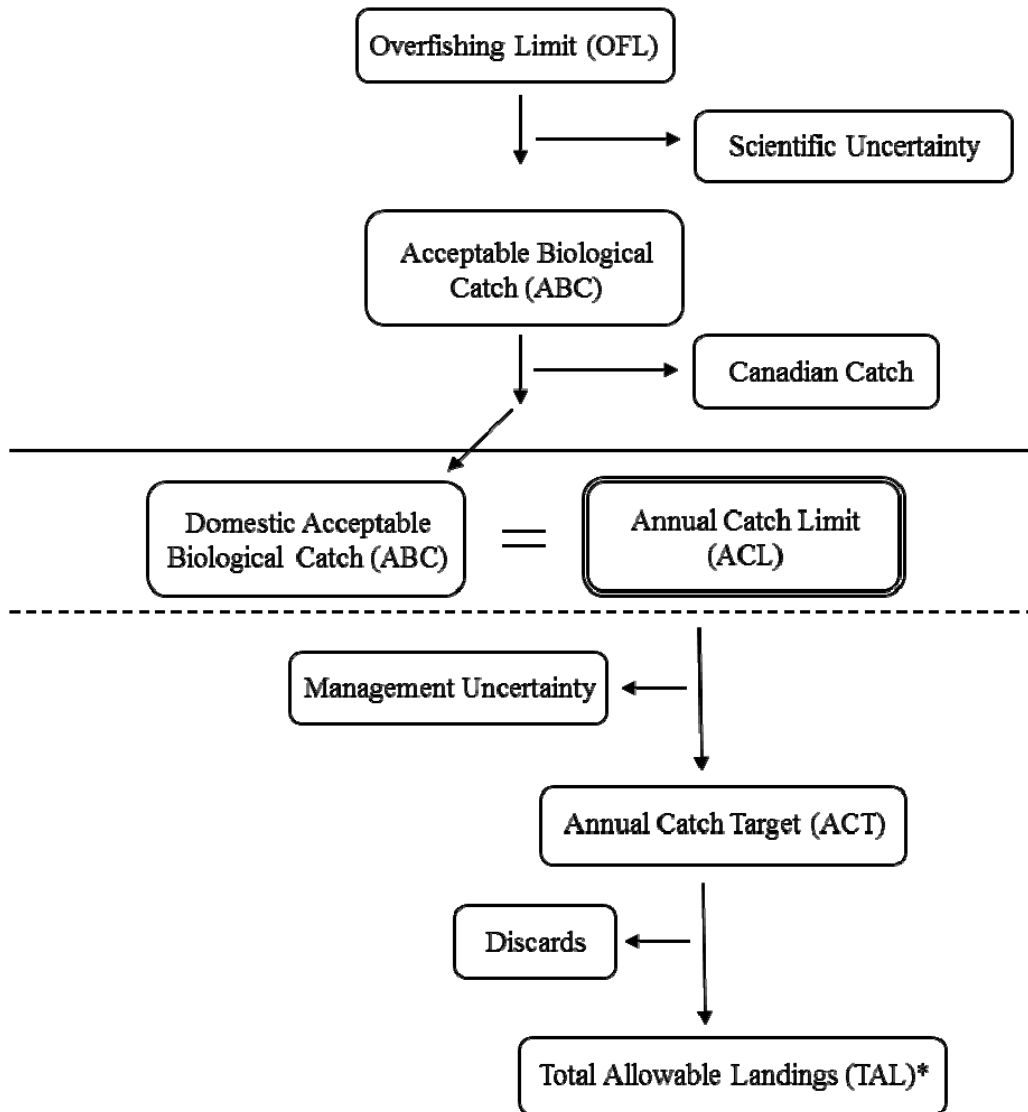 Overfishing Limit (OFL)
Scientific Uncertainty
Acceptable Biological
Catch (ABC)
Canadian Catch
Domestic Acceptable
Biological Catch (ABC)
=
Annual Catch Limit
(ACL)
Management Uncertainty
Annual Catch Target (ACT)
Discards
Total Allowable Landings (TAL)*